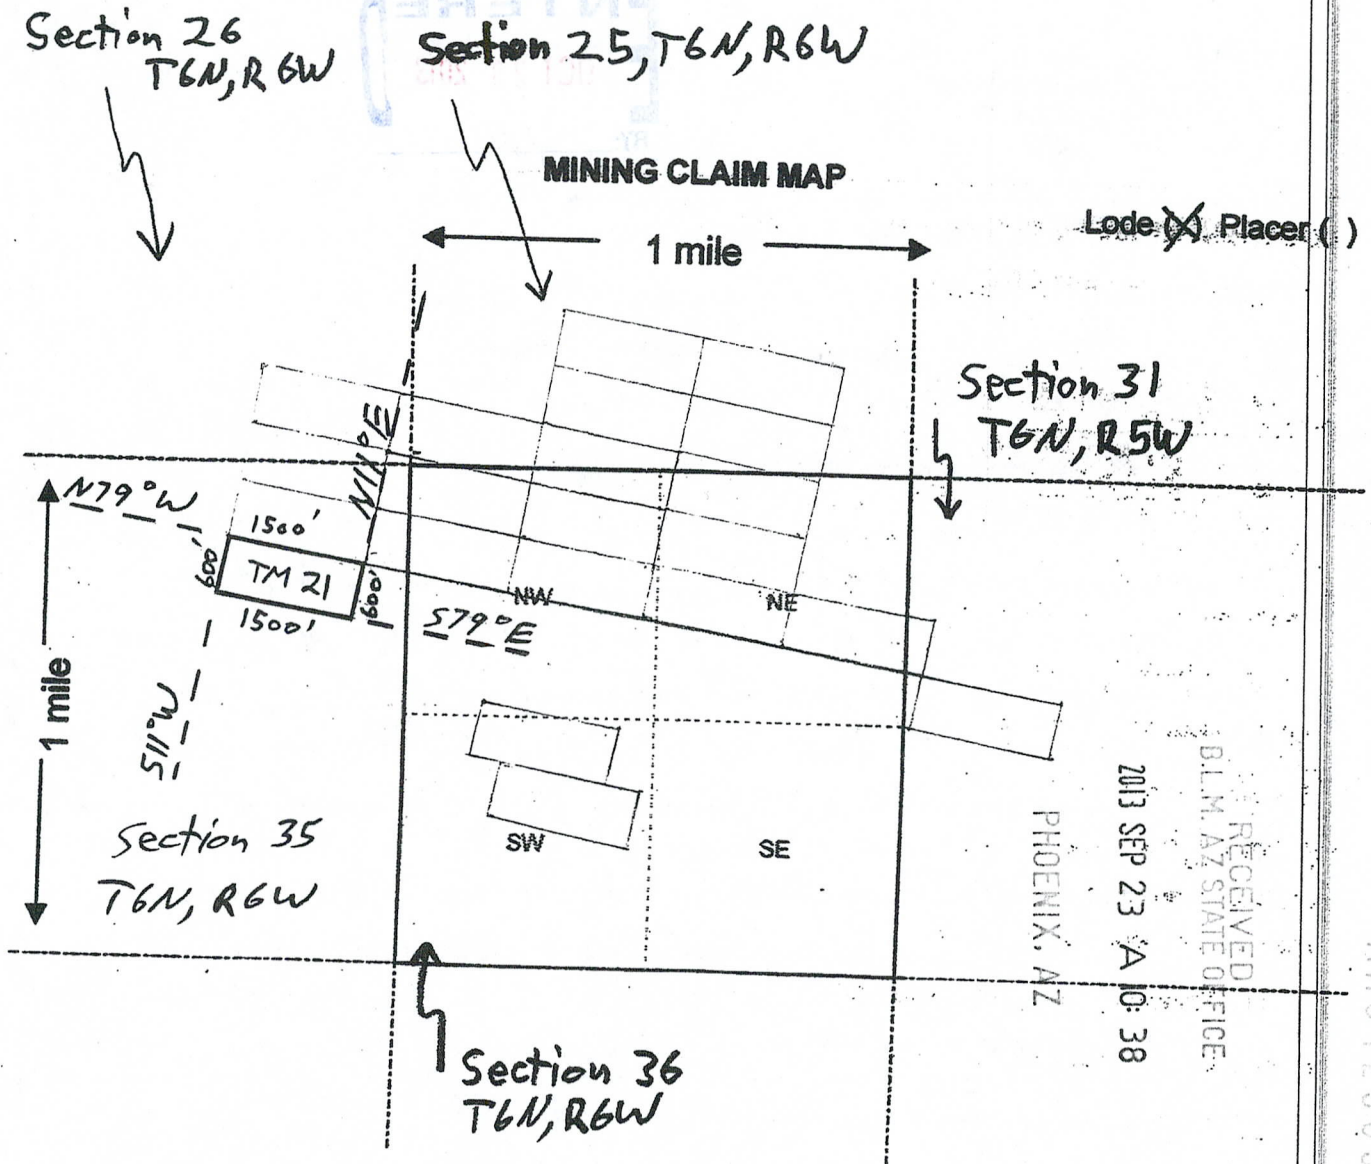 Section 26
T6N, R6W
Section 25, T6N, R6W
MINING CLAIM MAP
Lode (X) Placer ( )
1 mile
Section 31
T6N, R5W
N11°E
N79°W
1500'
600'
TM 21
600'
1500'
S79°E
NW
NE
1 mile
S11°W
Section 35
T6N, R6W
SW
SE
Section 36
T6N, R6W
RECEIVED
B.L.M. AZ STATE OFFICE
2013 SEP 23 A 10:38
PHOENIX, AZ